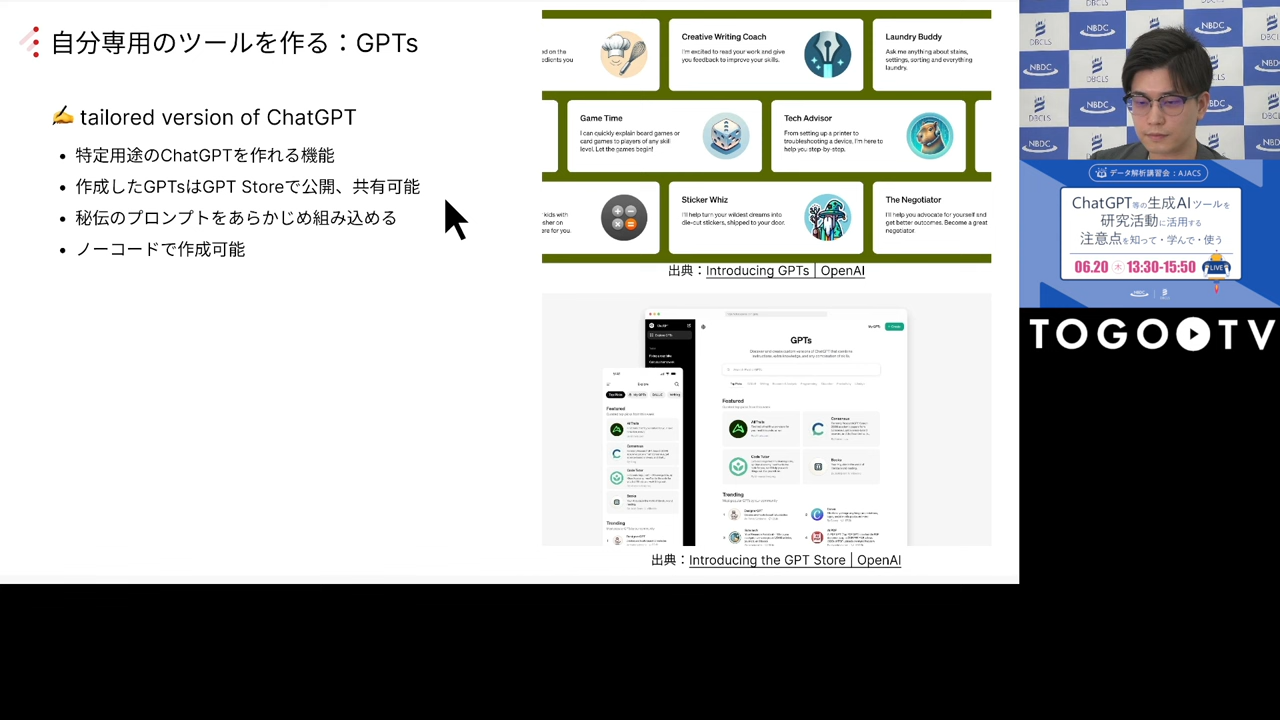 自分専用のツールを作る：GPTs
✍ tailored version of ChatGPT
• 特定用途のChatGPTを作れる機能
• 作成したGPTsはGPT Storeで公開、共有可能
• 秘伝のプロンプトをあらかじめ組み込める
• ノーコードで作成可能
Creative Writing Coach
I'm excited to read your work and give
you feedback to improve your skills.
Laundry Buddy
Ask me anything about stains,
settings, sorting and everything
laundry.
Game Time
I can quickly explain board games or
card games to players of any skill
level. Let the games begin!
Tech Advisor
From setting up a printer to
troubleshooting a device, I'm here to
help you step-by-step.
Sticker Whiz
I'll help turn your wildest dreams into
die-cut stickers, shipped to your door.
The Negotiator
I'll help you advocate for yourself and
get better outcomes. Become a great
negotiator.
出典：Introducing GPTs | OpenAI
GPTs
Featured
Consensus
Code Tutor
Trending
Featured
Consensus
Code Tutor
Trending
出典：Introducing the GPT Store | OpenAI
NBDC
DBCLS
データ解析講習会：AJACS
ChatGPT等の生成AIツールを
研究活動に活用する
注意点を知って・学んで・使う
06.20 木 13:30-15:50 LIVE
TOGO TV